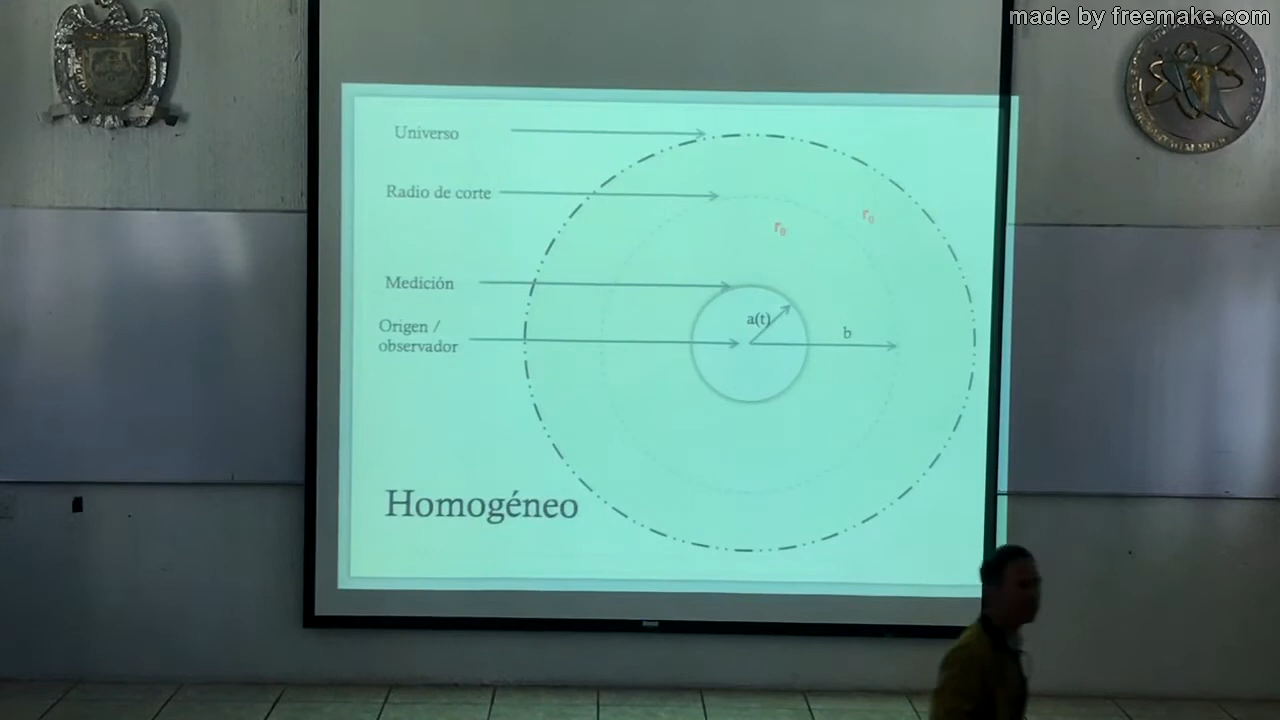 made by freemake.com
Universo
Radio de corte
r₀
r₀
Medición
a(t)
b
Origen /
observador
Homogéneo